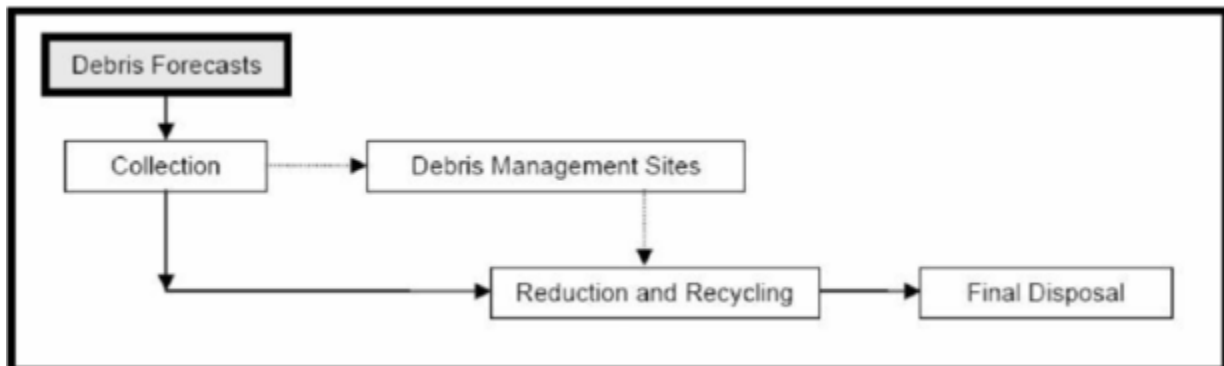 Debris Forecasts
Collection
Debris Management Sites
Reduction and Recycling
Final Disposal